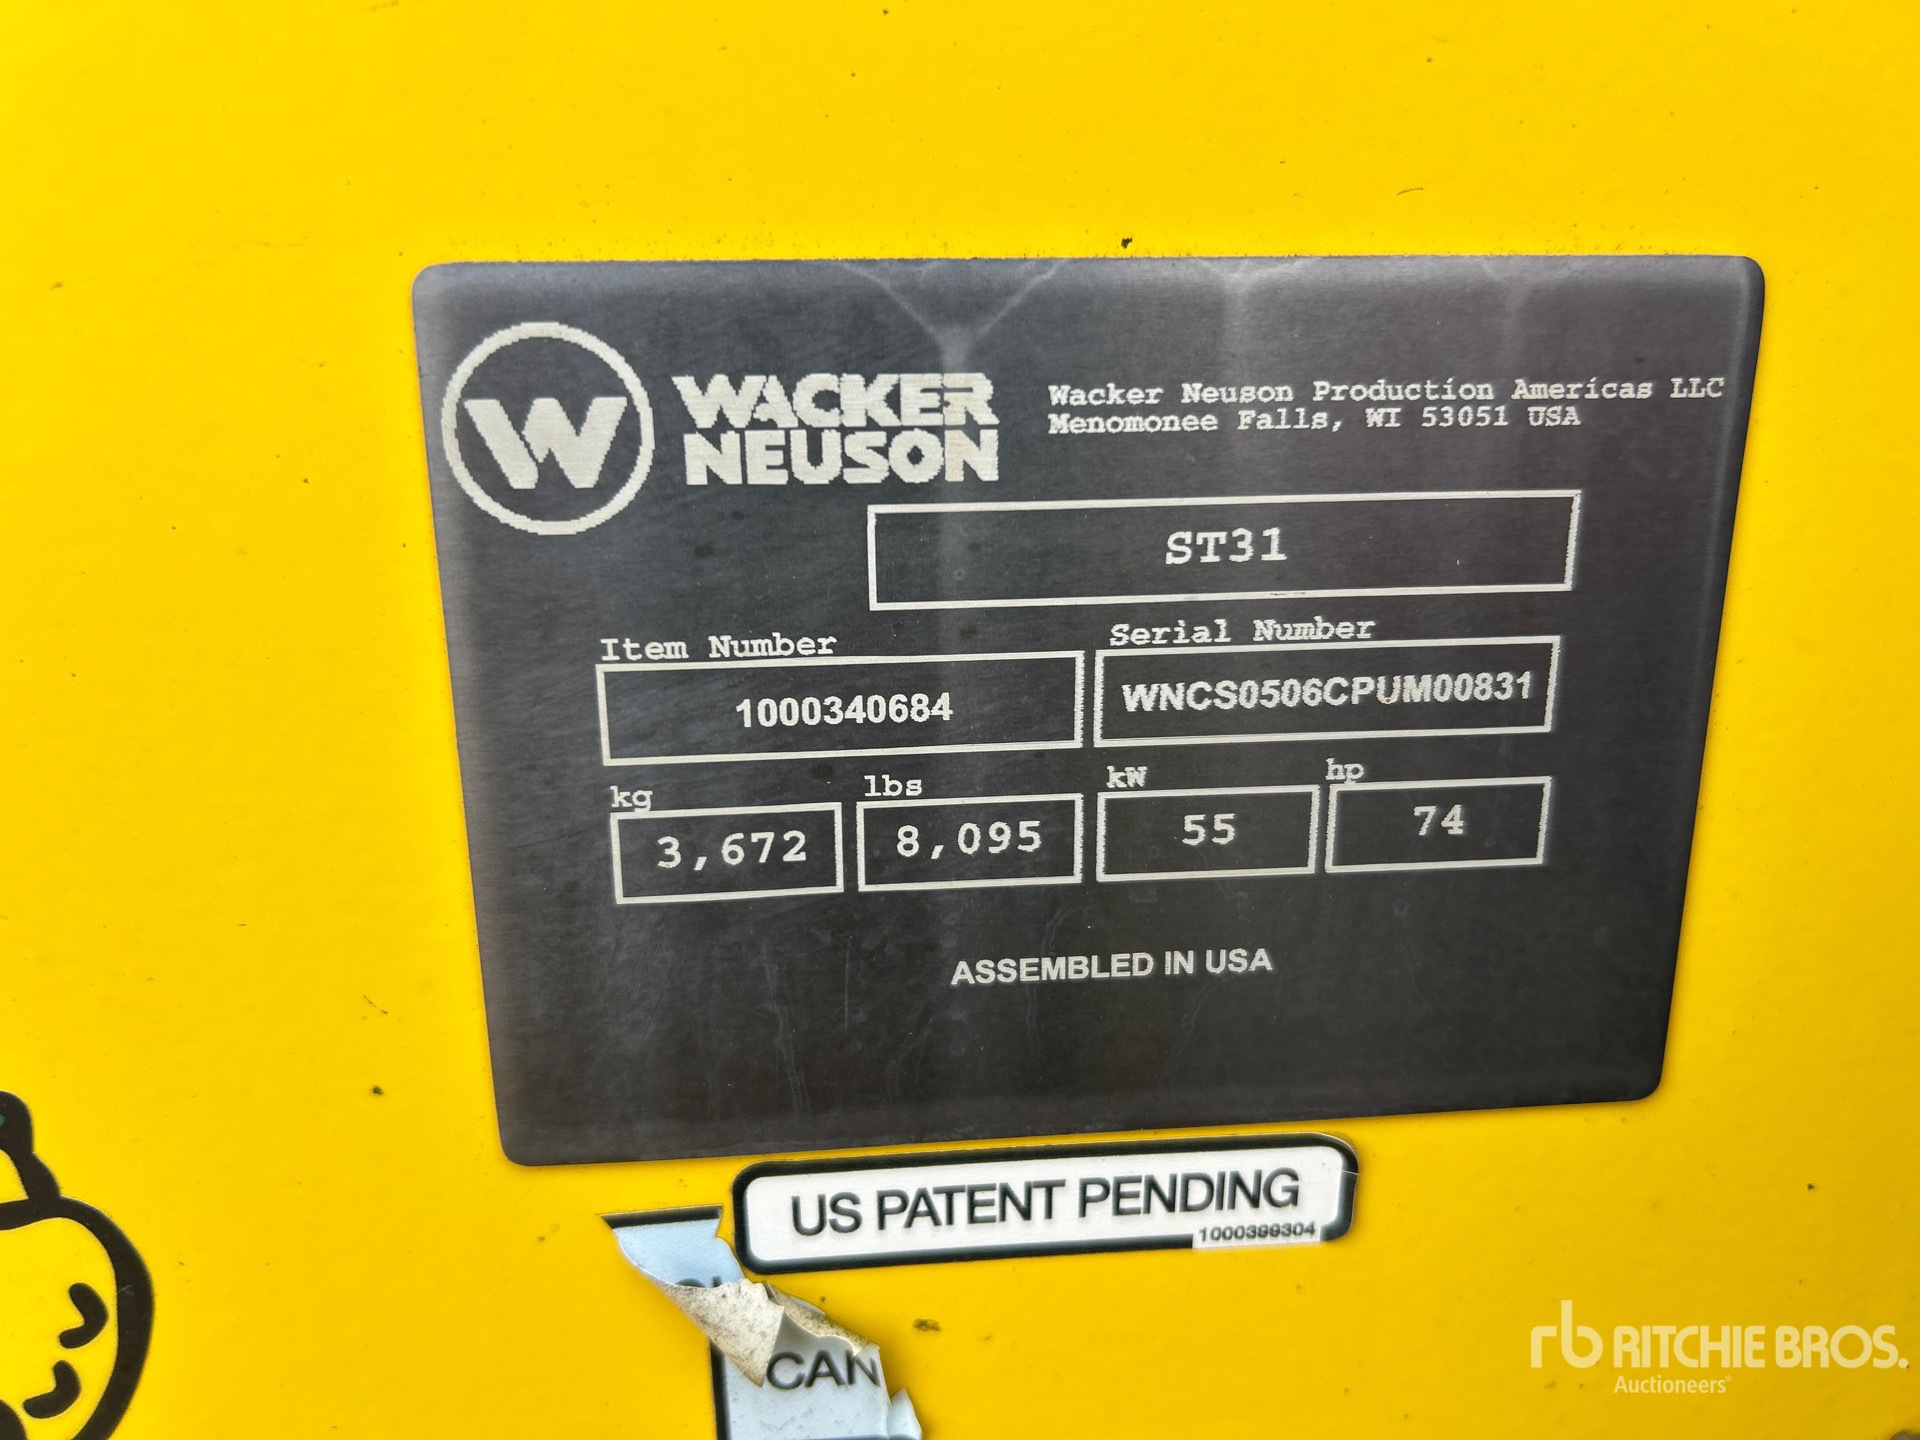 W
WACKER
NEUSON
Wacker Neuson Production Americas LLC
Menomonee Falls, WI 53051 USA
ST31
Item Number
1000340684
Serial Number
WNCS0506CPUM00831
kg
3,672
lbs
8,095
kW
55
hp
74
ASSEMBLED IN USA
US PATENT PENDING
CAN
rb RITCHIE BROS.
Auctioneers